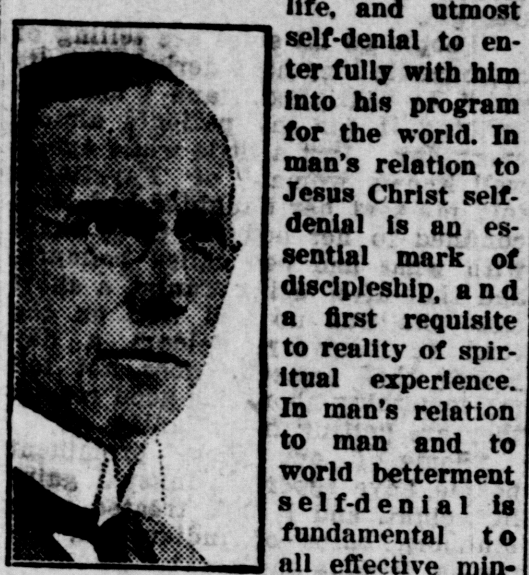 life, and utmost
self-denial to en-
ter fully with him
into his program
for the world. In
man's relation to
Jesus Christ self-
denial is an es-
sential mark of
discipleship, and
a first requisite
to reality of spir-
itual experience.
In man's relation
to man and to
world betterment
self-denial is
fundamental to
all effective min-